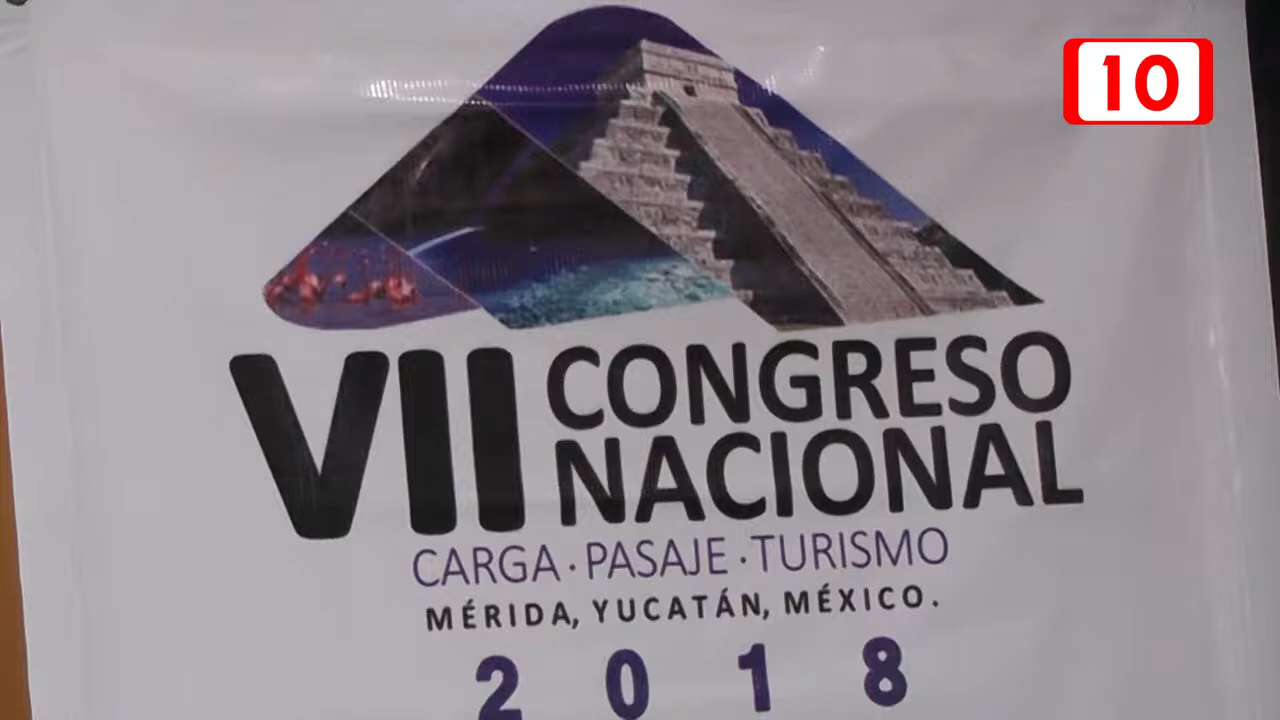 10
VII CONGRESO
NACIONAL
CARGA · PASAJE · TURISMO
MÉRIDA, YUCATÁN, MÉXICO.
2018